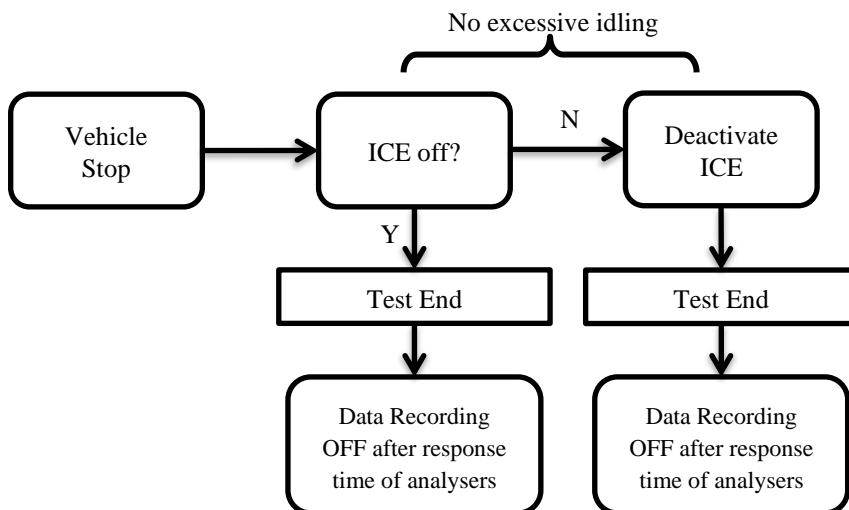 No excessive idling
Vehicle
Stop
ICE off?
N
Deactivate
ICE
Y
Test End
Test End
Data Recording
OFF after response
time of analysers
Data Recording
OFF after response
time of analysers